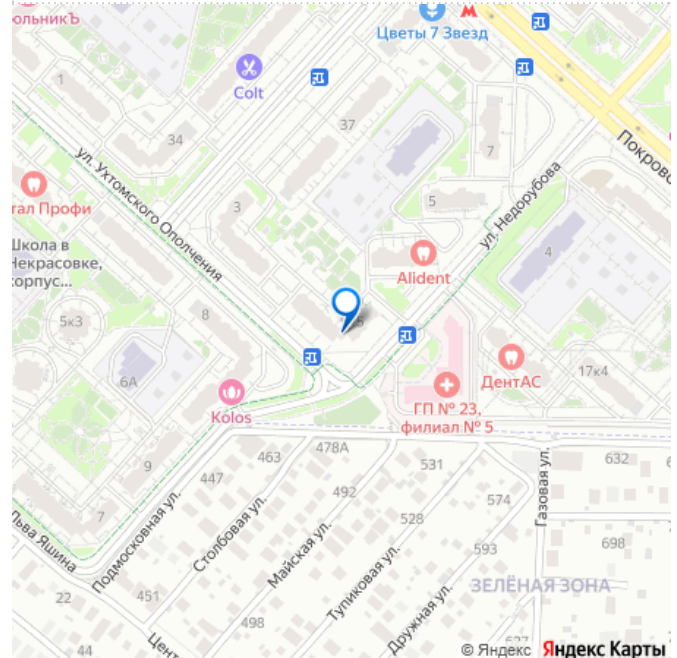 ольникЪ
Цветы 7 Звезд
М
1
Colt
34
37
7
Покровс
ул. Ухтомского Ополчения
ул. Недорубова
тал Профи
3
5
4
Школа в
Некрасовке,
корпус...
Alident
5к3
8
5
6А
17к4
ДентАС
Kolos
ГП № 23,
филиал № 5
9
7
447
463
478А
531
632
492
574
Газовая ул.
Льва Яшина
Подмосковная ул.
Столбовая ул.
Майская ул.
528
593
698
Тупиковая ул.
Дружная ул.
ЗЕЛЁНАЯ ЗОНА
22
451
498
44
Цент
627
© Яндекс Яндекс Карты